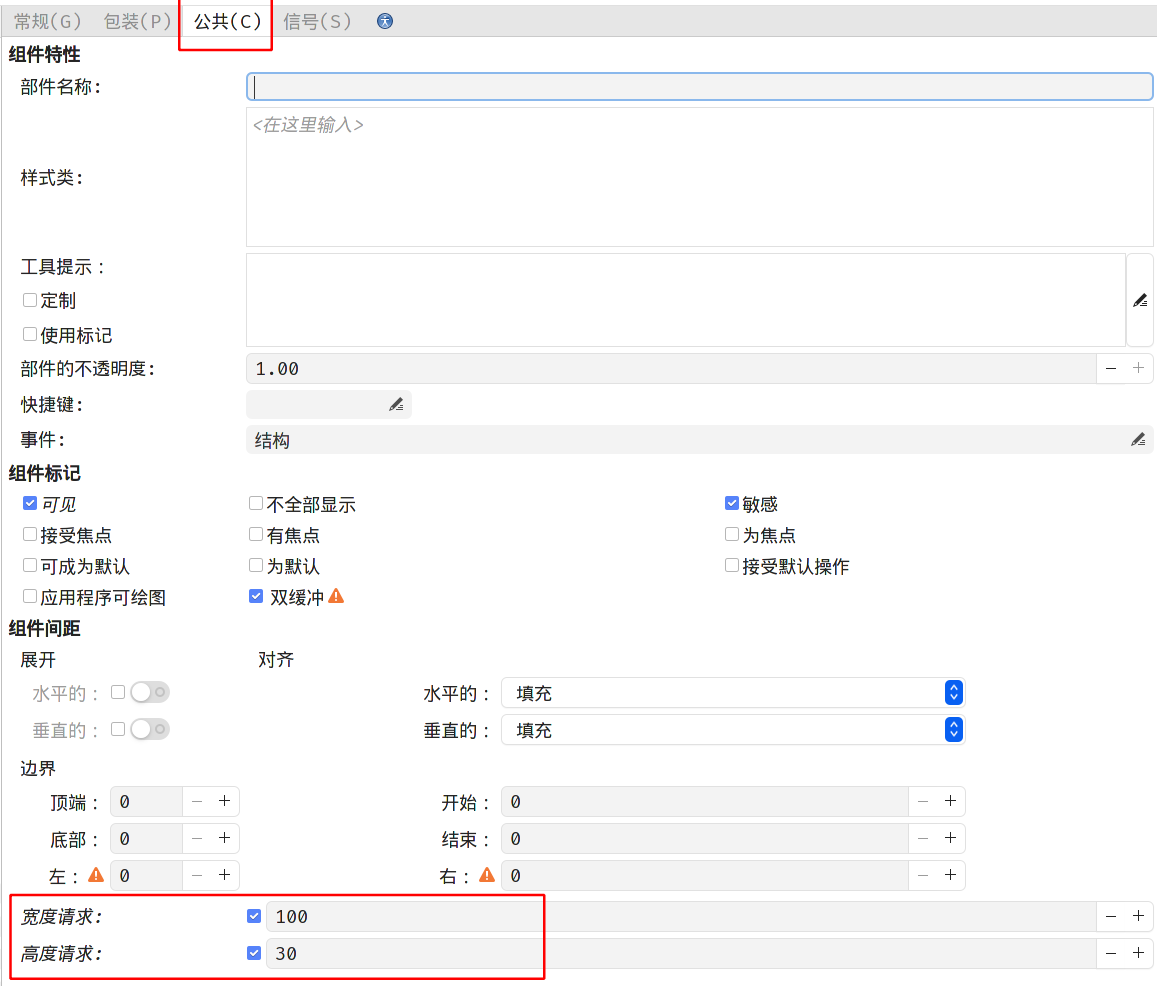 常规(G) 包装(P) 公共(C) 信号(S)
组件特性
部件名称:
<在这里输入>
样式类:
工具提示 :
定制
使用标记
部件的不透明度: 1.00
快捷键:
事件: 结构
组件标记
可见 不全部显示 敏感
接受焦点 有焦点 为焦点
可成为默认 为默认 接受默认操作
应用程序可绘图 双缓冲
组件间距
展开 对齐
水平的 : 水平的 : 填充
垂直的 : 垂直的 : 填充
边界
顶端 : 0 开始 : 0
底部 : 0 结束 : 0
左 : 0 右 : 0
宽度请求: 100
高度请求: 30